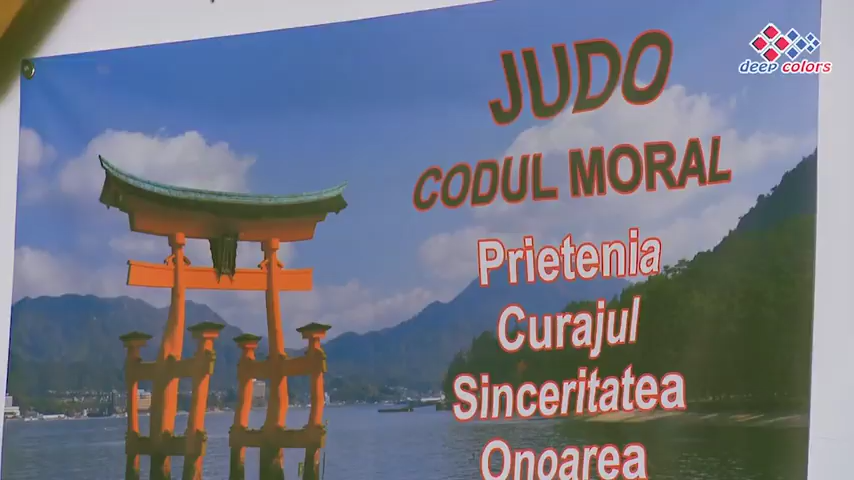 deep colors
JUDO
CODUL MORAL
Prietenia
Curajul
Sinceritatea
Onoarea